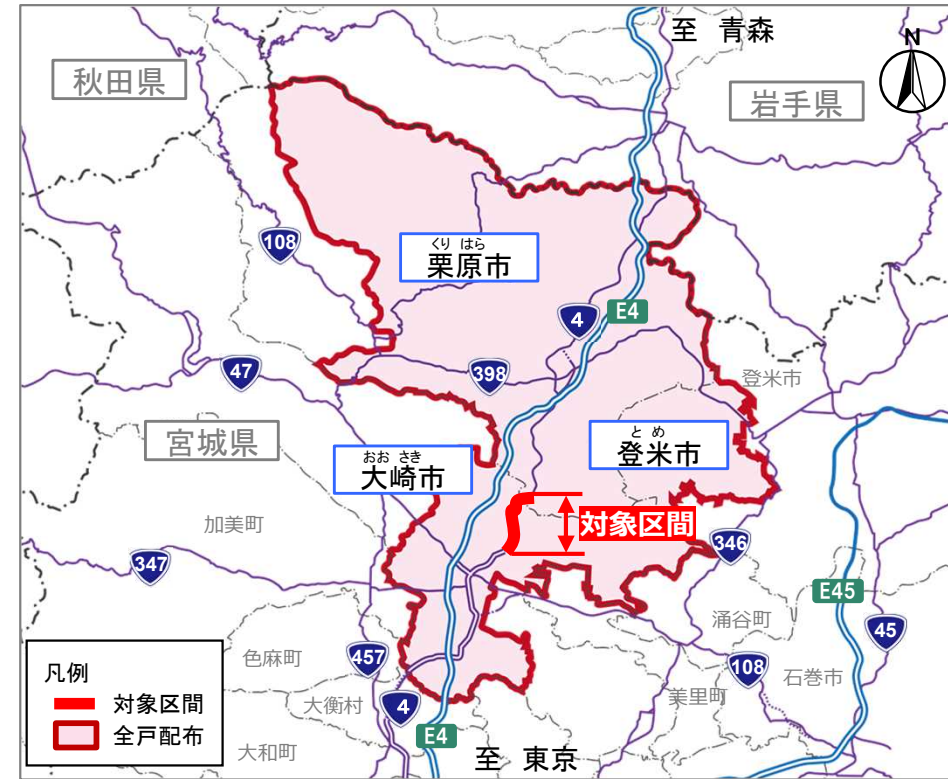 至 青森
N
秋田県
岩手県
108
くり はら
栗原市
4
E4
47
398
登米市
宮城県
と め
登米市
おお さき
大崎市
対象区間
加美町
346
347
E45
涌谷町
45
色麻町
457
108
石巻市
美里町
大衡村
4
E4
大和町
至 東京
凡例
対象区間
全戸配布